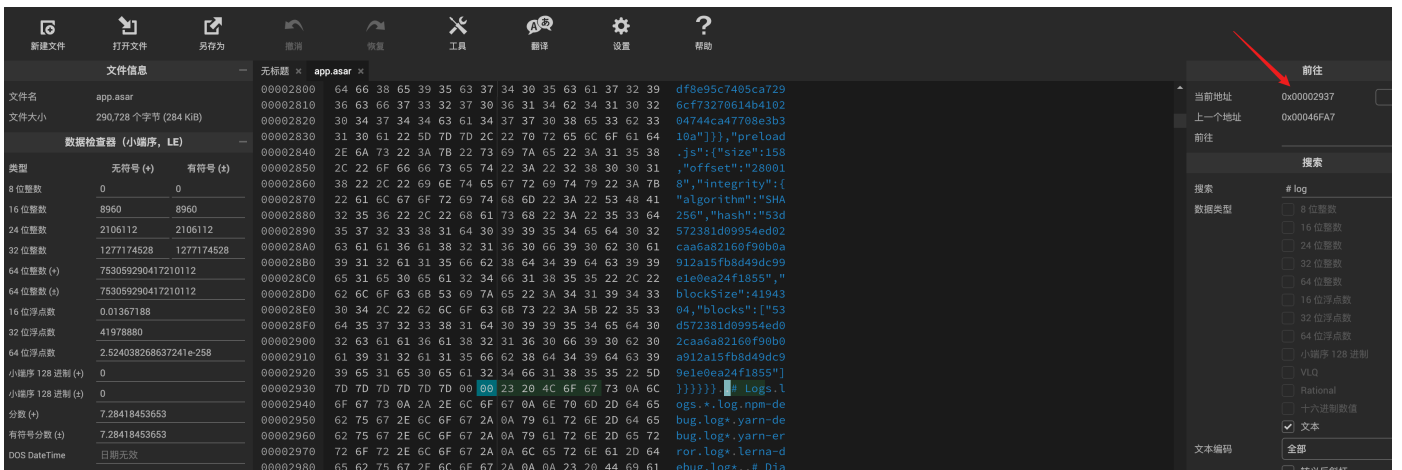 新建文件 打开文件 另存为 撤消 恢复 工具 翻译 设置 帮助
文件信息 无标题 × app.asar × 前往
文件名 app.asar
文件大小 290,728 个字节 (284 KiB)
数据检查器（小端序，LE）
类型 无符号 (+) 有符号 (±)
8 位整数 0 0
16 位整数 8960 8960
24 位整数 2106112 2106112
32 位整数 1277174528 1277174528
64 位整数 (+) 753059290417210112
64 位整数 (±) 753059290417210112
16 位浮点数 0.01367188
32 位浮点数 41978880
64 位浮点数 2.524038268637241e-258
小端序 128 进制 (+) 0
小端序 128 进制 (±) 0
分数 (+) 7.28418453653
有符号分数 (±) 7.28418453653
DOS DateTime 日期无效
00002800 64 66 38 65 39 35 63 37 34 30 35 63 61 37 32 39 df8e95c7405ca729
00002810 36 63 66 37 33 32 37 30 36 31 34 62 34 31 30 32 6cf73270614b4102
00002820 30 34 37 34 34 63 61 34 37 37 30 38 65 33 62 33 04744ca47708e3b3
00002830 31 30 61 22 5D 7D 7D 2C 22 70 72 65 6C 6F 61 64 10a"]}},"preload
00002840 2E 6A 73 22 3A 7B 22 73 69 7A 65 22 3A 31 35 38 .js":{"size":158
00002850 2C 22 6F 66 66 73 65 74 22 3A 22 32 38 30 30 31 ,"offset":"28001
00002860 38 22 2C 22 69 6E 74 65 67 72 69 74 79 22 3A 7B 8","integrity":{
00002870 22 61 6C 67 6F 72 69 74 68 6D 22 3A 22 53 48 41 "algorithm":"SHA
00002880 32 35 36 22 2C 22 68 61 73 68 22 3A 22 35 33 64 256","hash":"53d
00002890 35 37 32 33 38 31 64 30 39 39 35 34 65 64 30 32 572381d09954ed02
000028A0 63 61 61 36 61 38 32 31 36 30 66 39 30 62 30 61 caa6a82160f90b0a
000028B0 39 31 32 61 31 35 66 62 38 64 34 39 64 63 39 39 912a15fb8d49dc99
000028C0 65 31 65 30 65 61 32 34 66 31 38 35 35 22 2C 22 e1e0ea24f1855","
000028D0 62 6C 6F 63 6B 53 69 7A 65 22 3A 34 31 39 34 33 blockSize":41943
000028E0 30 34 2C 22 62 6C 6F 63 6B 73 22 3A 5B 22 35 33 04,"blocks":["53
000028F0 64 35 37 32 33 38 31 64 30 39 39 35 34 65 64 30 d572381d09954ed0
00002900 32 63 61 61 36 61 38 32 31 36 30 66 39 30 62 30 2caa6a82160f90b0
00002910 61 39 31 32 61 31 35 66 62 38 64 34 39 64 63 39 a912a15fb8d49dc9
00002920 39 65 31 65 30 65 61 32 34 66 31 38 35 35 22 5D 9e1e0ea24f1855"]
00002930 7D 7D 7D 7D 7D 7D 00 00 23 20 4C 6F 67 73 0A 6C }}}}}}..# Logs.l
00002940 6F 67 73 0A 2A 2E 6C 6F 67 0A 6E 70 6D 2D 64 65 ogs.*.log.npm-de
00002950 62 75 67 2E 6C 6F 67 2A 0A 79 61 72 6E 2D 64 65 bug.log*.yarn-de
00002960 62 75 67 2E 6C 6F 67 2A 0A 79 61 72 6E 2D 65 72 bug.log*.yarn-er
00002970 72 6F 72 2E 6C 6F 67 2A 0A 6C 65 72 6E 61 2D 64 ror.log*.lerna-d
00002980 65 62 75 67 2E 6C 6F 67 2A 0A 0A 23 20 44 69 61 ebug.log*..# Dia
当前地址 0x00002937
上一个地址 0x00046FA7
前往
搜索
搜索 # log
数据类型 8 位整数
16 位整数
24 位整数
32 位整数
64 位整数
16 位浮点数
32 位浮点数
64 位浮点数
小端序 128 进制
VLQ
Rational
十六进制数值
文本
文本编码 全部